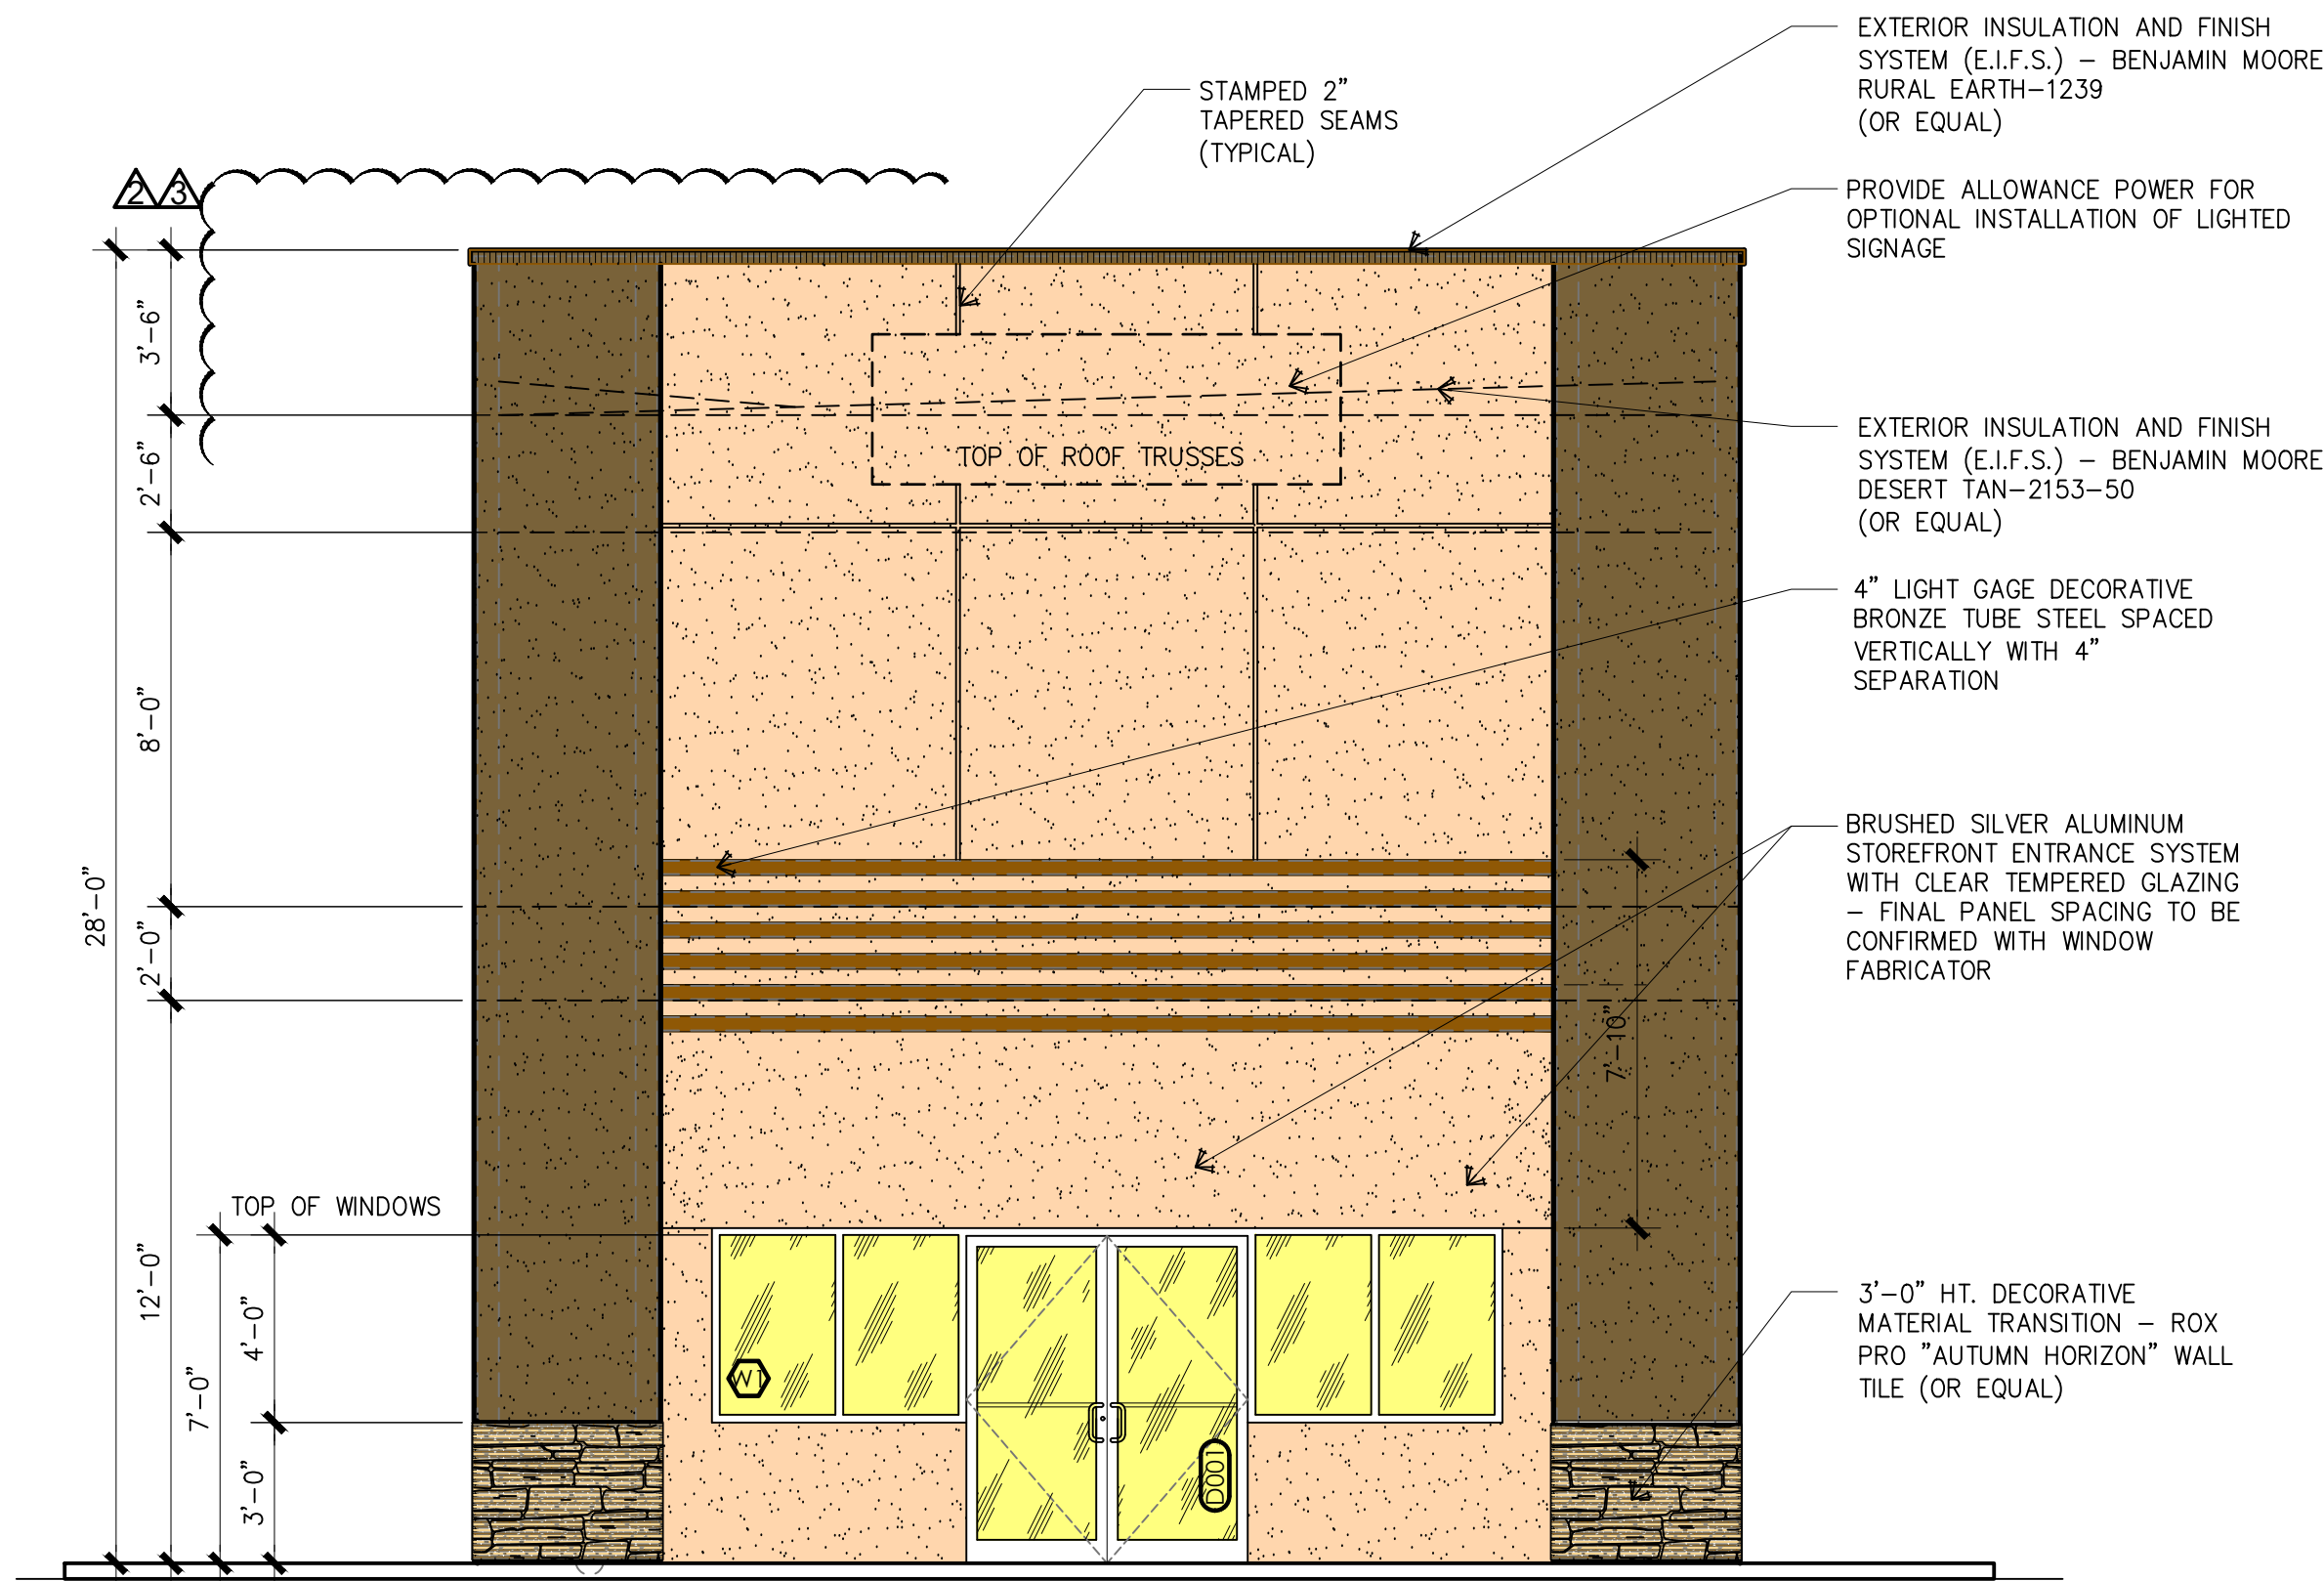 EXTERIOR INSULATION AND FINISH
SYSTEM (E.I.F.S.) – BENJAMIN MOORE
RURAL EARTH–1239
(OR EQUAL)
STAMPED 2"
TAPERED SEAMS
(TYPICAL)
PROVIDE ALLOWANCE POWER FOR
OPTIONAL INSTALLATION OF LIGHTED
SIGNAGE
2
3
3'–6"
2'–6"
8'–0"
28'–0"
2'–0"
12'–0"
TOP OF ROOF TRUSSES
EXTERIOR INSULATION AND FINISH
SYSTEM (E.I.F.S.) – BENJAMIN MOORE
DESERT TAN–2153–50
(OR EQUAL)
4" LIGHT GAGE DECORATIVE
BRONZE TUBE STEEL SPACED
VERTICALLY WITH 4"
SEPARATION
BRUSHED SILVER ALUMINUM
STOREFRONT ENTRANCE SYSTEM
WITH CLEAR TEMPERED GLAZING
– FINAL PANEL SPACING TO BE
CONFIRMED WITH WINDOW
FABRICATOR
7'–10"
TOP OF WINDOWS
7'–0"
4'–0"
3'–0"
W1
D001
3'–0" HT. DECORATIVE
MATERIAL TRANSITION – ROX
PRO "AUTUMN HORIZON" WALL
TILE (OR EQUAL)